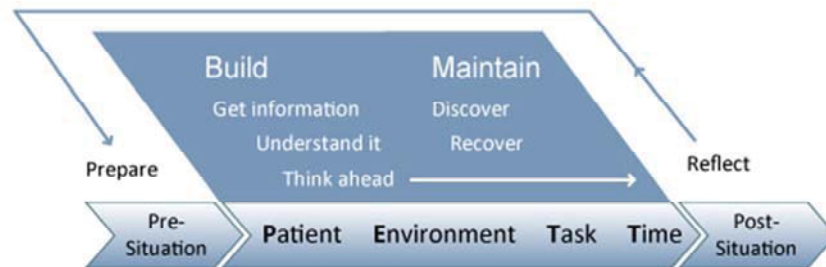 Build Maintain
Get information Discover
Understand it Recover
Think ahead
Prepare
Reflect
Pre-
Situation
Patient Environment Task Time
Post-
Situation